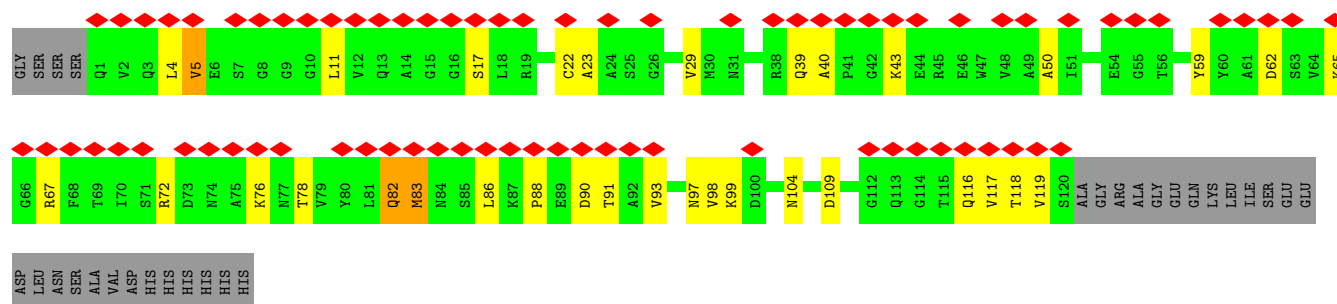 GLY SER SER SER Q1 V2 Q3 L4 V5 E6 S7 G8 G9 G10 L11 V12 Q13 A14 G15 G16 S17 L18 R19 C22 A23 A24 S25 G26 V29 M30 N31 R38 Q39 A40 P41 G42 K43 E44 R45 E46 W47 V48 A49 A50 I51 E54 G55 T56 Y59 Y60 A61 D62 S63 V64 K65
G66 R67 F68 T69 I70 S71 R72 D73 N74 A75 K76 N77 T78 V79 Y80 L81 Q82 M83 N84 S85 L86 K87 P88 E89 D90 T91 A92 V93 N97 V98 K99 D100 N104 D109 G112 Q113 G114 T115 Q116 V117 T118 V119 S120 ALA GLY ARG ALA GLY GLU GLN LYS LEU ILE SER GLU GLU
ASP LEU ASN SER ALA VAL ASP HIS HIS HIS HIS HIS HIS